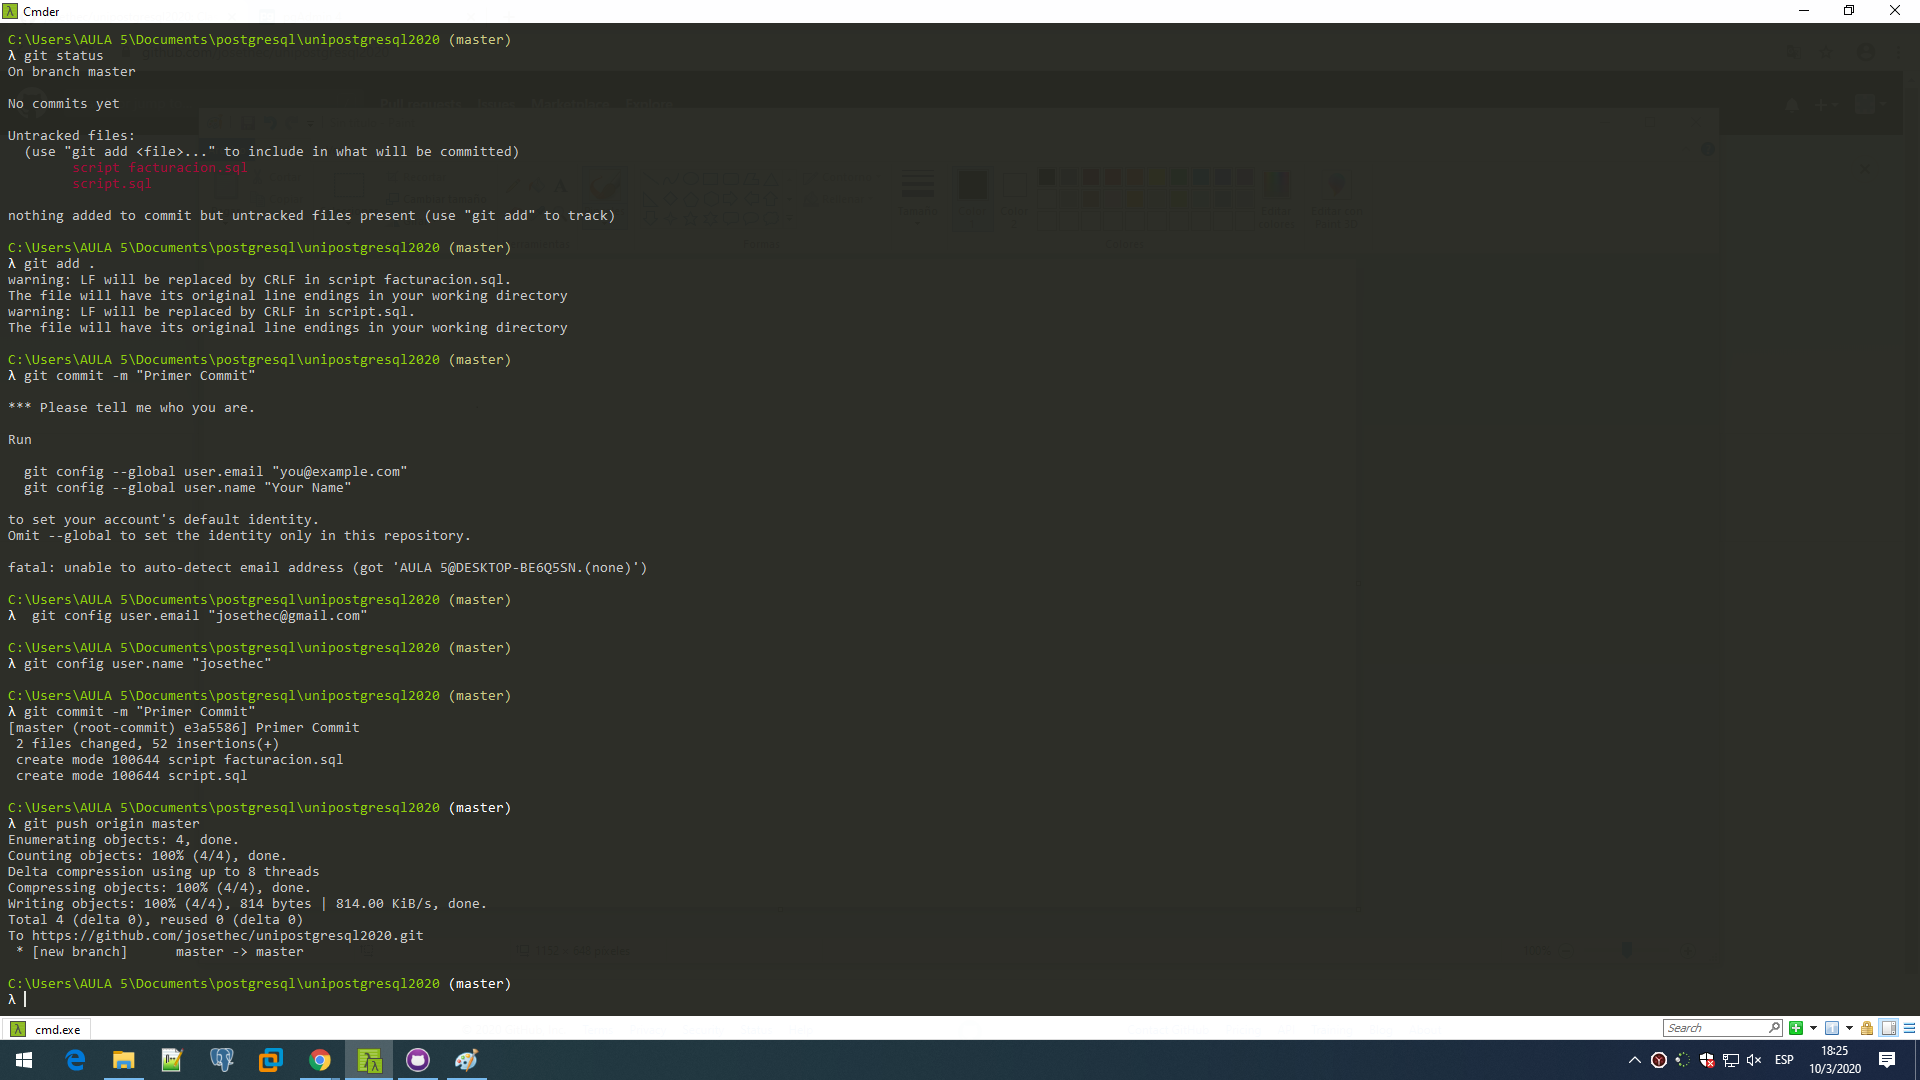 Cmder
C:\Users\AULA 5\Documents\postgresql\unipostgresql2020 (master)
λ git status
On branch master
No commits yet
Untracked files:
(use "git add <file>..." to include in what will be committed)
script facturacion.sql
script.sql
nothing added to commit but untracked files present (use "git add" to track)
C:\Users\AULA 5\Documents\postgresql\unipostgresql2020 (master)
λ git add .
warning: LF will be replaced by CRLF in script facturacion.sql.
The file will have its original line endings in your working directory
warning: LF will be replaced by CRLF in script.sql.
The file will have its original line endings in your working directory
C:\Users\AULA 5\Documents\postgresql\unipostgresql2020 (master)
λ git commit -m "Primer Commit"
*** Please tell me who you are.
Run
git config --global user.email "you@example.com"
git config --global user.name "Your Name"
to set your account's default identity.
Omit --global to set the identity only in this repository.
fatal: unable to auto-detect email address (got 'AULA 5@DESKTOP-BE6Q5SN.(none)')
C:\Users\AULA 5\Documents\postgresql\unipostgresql2020 (master)
λ  git config user.email "josethec@gmail.com"
C:\Users\AULA 5\Documents\postgresql\unipostgresql2020 (master)
λ git config user.name "josethec"
C:\Users\AULA 5\Documents\postgresql\unipostgresql2020 (master)
λ git commit -m "Primer Commit"
[master (root-commit) e3a5586] Primer Commit
2 files changed, 52 insertions(+)
create mode 100644 script facturacion.sql
create mode 100644 script.sql
C:\Users\AULA 5\Documents\postgresql\unipostgresql2020 (master)
λ git push origin master
Enumerating objects: 4, done.
Counting objects: 100% (4/4), done.
Delta compression using up to 8 threads
Compressing objects: 100% (4/4), done.
Writing objects: 100% (4/4), 814 bytes | 814.00 KiB/s, done.
Total 4 (delta 0), reused 0 (delta 0)
To https://github.com/josethec/unipostgresql2020.git
* [new branch]      master -> master
C:\Users\AULA 5\Documents\postgresql\unipostgresql2020 (master)
λ
cmd.exe
Search
ESP
18:25
10/3/2020